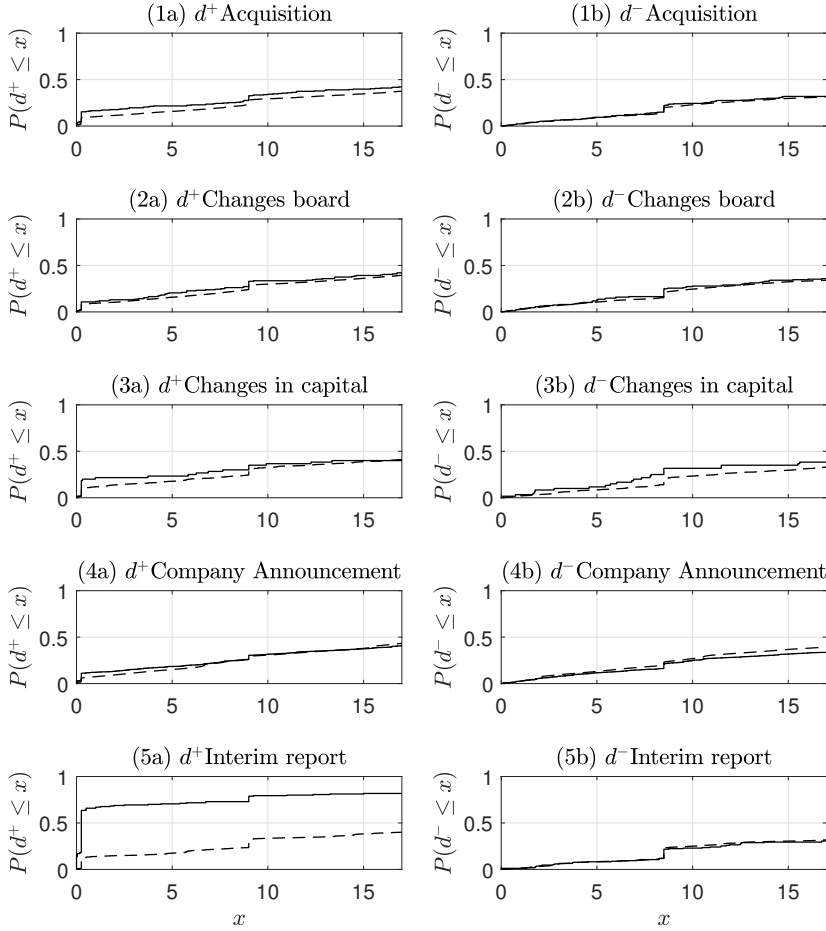 (1a) d⁺Acquisition
P(d⁺ ≤ x)
1
0.5
0
0 5 10 15
(1b) d⁻Acquisition
P(d⁻ ≤ x)
1
0.5
0
0 5 10 15
(2a) d⁺Changes board
P(d⁺ ≤ x)
1
0.5
0
0 5 10 15
(2b) d⁻Changes board
P(d⁻ ≤ x)
1
0.5
0
0 5 10 15
(3a) d⁺Changes in capital
P(d⁺ ≤ x)
1
0.5
0
0 5 10 15
(3b) d⁻Changes in capital
P(d⁻ ≤ x)
1
0.5
0
0 5 10 15
(4a) d⁺Company Announcement
P(d⁺ ≤ x)
1
0.5
0
0 5 10 15
(4b) d⁻Company Announcement
P(d⁻ ≤ x)
1
0.5
0
0 5 10 15
(5a) d⁺Interim report
P(d⁺ ≤ x)
1
0.5
0
0 5 10 15
x
(5b) d⁻Interim report
P(d⁻ ≤ x)
1
0.5
0
0 5 10 15
x